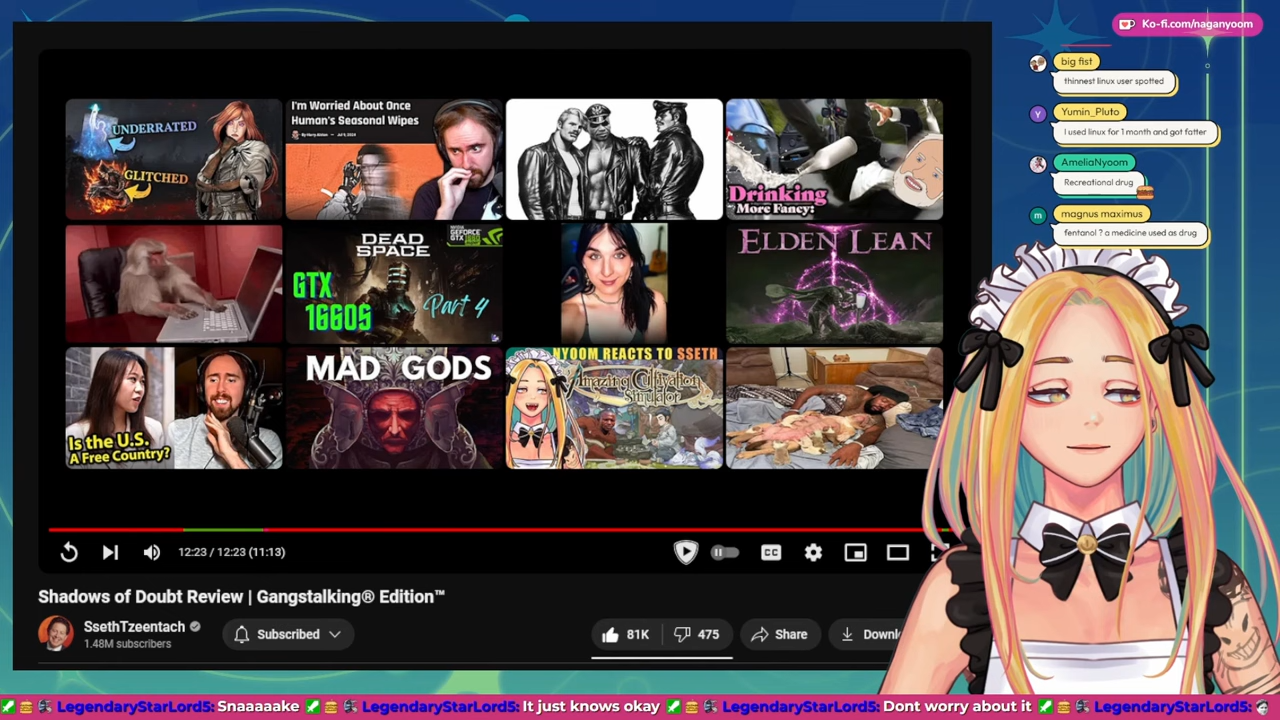 Ko-fi.com/naganyoom
big fist
thinnest linux user spotted
Yumin_Pluto
I used linux for 1 month and got fatter
AmeliaNyoom
Recreational drug
magnus maximus
fentanol ? a medicine used as drug
UNDERRATED
GLITCHED
I'm Worried About Once
Human's Seasonal Wipes
Drinking
More Fancy!
DEAD
SPACE
GTX
1660S
Part 4
ELDEN LEAN
Is the U.S.
A Free Country?
MAD GODS
NYOOM REACTS TO SSETH
Amazing Cultivation
Simulator
12:23 / 12:23 (11:13)
CC
Shadows of Doubt Review | Gangstalking® Edition™
SsethTzeentach
1.48M subscribers
Subscribed
81K
475
Share
Downl
LegendaryStarLord5: Snaaaaake LegendaryStarLord5: It just knows okay LegendaryStarLord5: Dont worry about it LegendaryStarLord5: